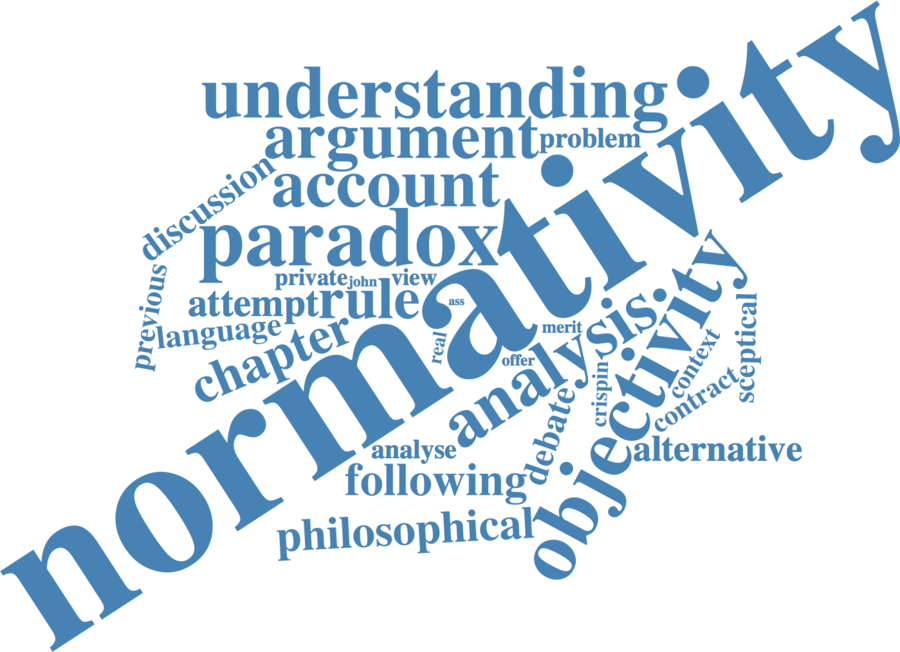 understanding
argument
problem
normativity
discussion
account
paradox
previous
private
john
view
attempt
rule
ass
language
chapter
real
merit
offer
analysis
objectivity
context
sceptical
crispin
contract
debate
analyse
alternative
following
philosophical